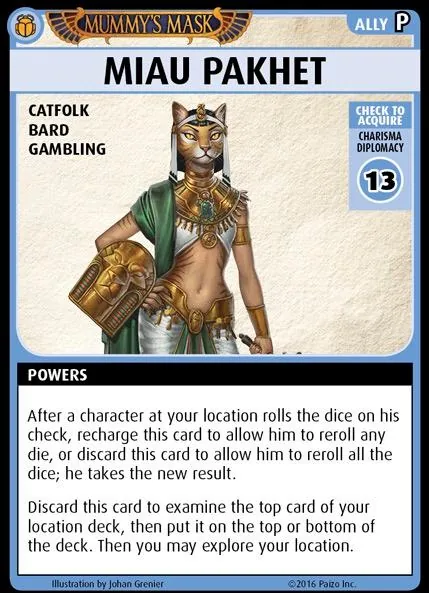 MUMMY'S MASK
ALLY P
MIAU PAKHET
CATFOLK
BARD
GAMBLING
CHECK TO
ACQUIRE
CHARISMA
DIPLOMACY
13
POWERS
After a character at your location rolls the dice on his
check, recharge this card to allow him to reroll any
die, or discard this card to allow him to reroll all the
dice; he takes the new result.
Discard this card to examine the top card of your
location deck, then put it on the top or bottom of
the deck. Then you may explore your location.
Illustration by Johan Grenier
©2016 Paizo Inc.